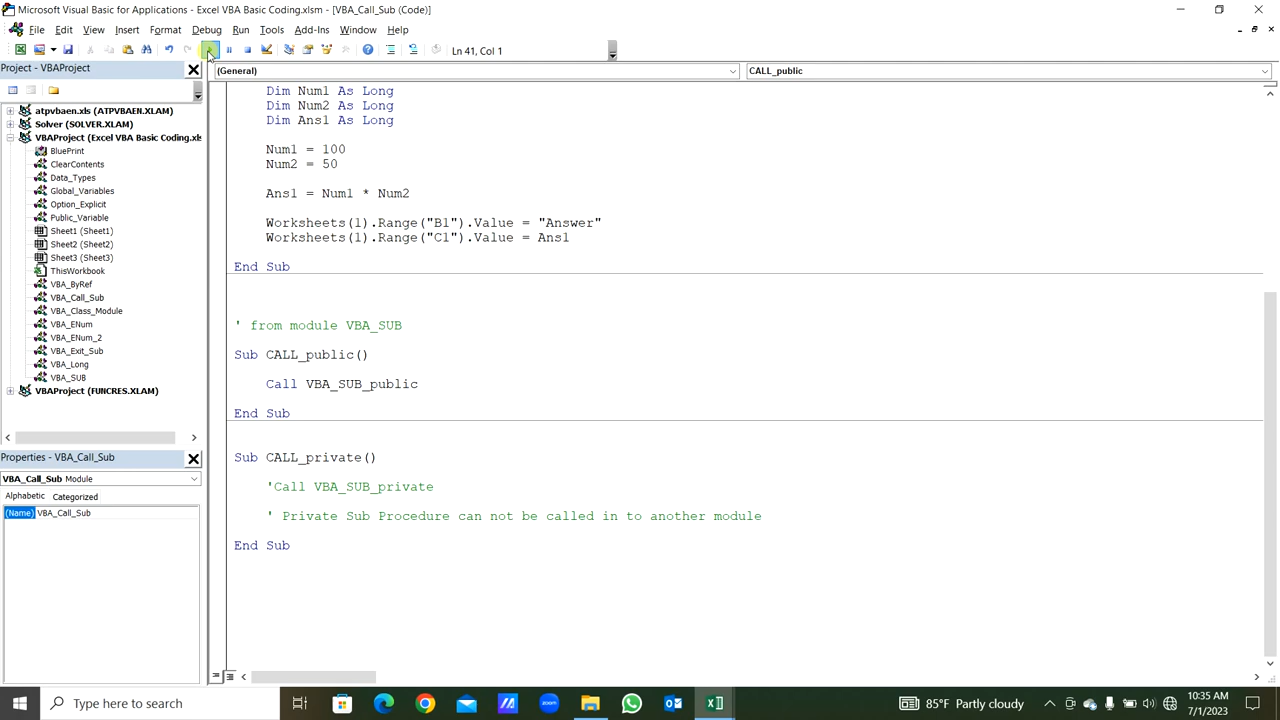 Microsoft Visual Basic for Applications - Excel VBA Basic Coding.xlsm - [VBA_Call_Sub (Code)]
File Edit View Insert Format Debug Run Tools Add-Ins Window Help
Ln 41, Col 1
Project - VBAProject
(General)
CALL_public
atpvbaen.xls (ATPVBAEN.XLAM)
Solver (SOLVER.XLAM)
VBAProject (Excel VBA Basic Coding.xls
BluePrint
ClearContents
Data_Types
Global_Variables
Option_Explicit
Public_Variable
Sheet1 (Sheet1)
Sheet2 (Sheet2)
Sheet3 (Sheet3)
ThisWorkbook
VBA_ByRef
VBA_Call_Sub
VBA_Class_Module
VBA_ENum
VBA_ENum_2
VBA_Exit_Sub
VBA_Long
VBA_SUB
VBAProject (FUNCRES.XLAM)
Properties - VBA_Call_Sub
VBA_Call_Sub Module
Alphabetic Categorized
(Name) VBA_Call_Sub
Dim Num1 As Long
Dim Num2 As Long
Dim Ans1 As Long
Num1 = 100
Num2 = 50
Ans1 = Num1 * Num2
Worksheets(1).Range("B1").Value = "Answer"
Worksheets(1).Range("C1").Value = Ans1
End Sub
' from module VBA_SUB
Sub CALL_public()
Call VBA_SUB_public
End Sub
Sub CALL_private()
'Call VBA_SUB_private
' Private Sub Procedure can not be called in to another module
End Sub
Type here to search
zoom
85°F Partly cloudy
10:35 AM
7/1/2023